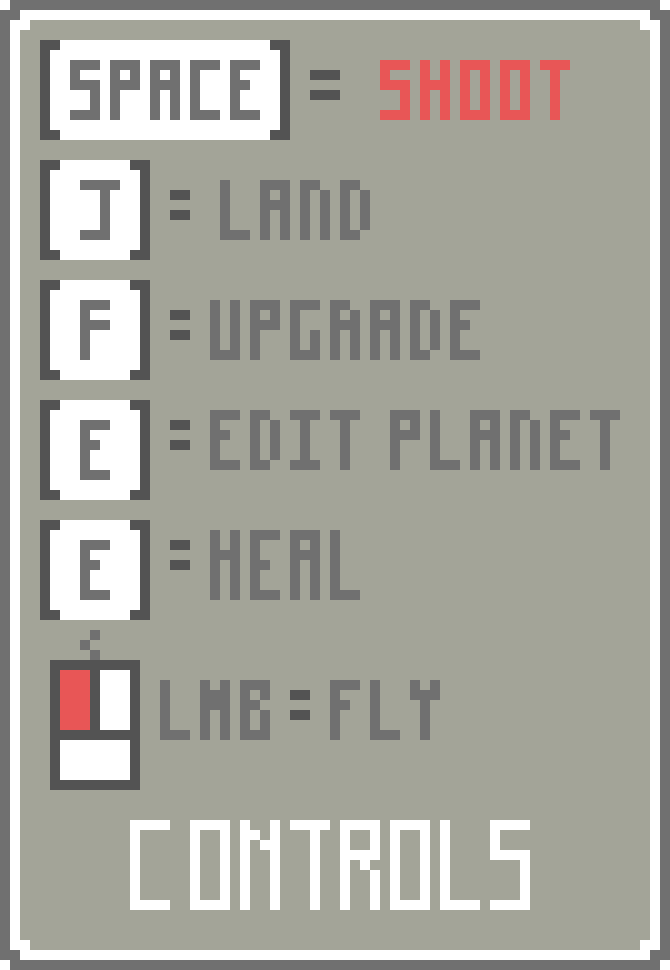 [SPACE] = SHOOT
[J] = LAND
[F] = UPGRADE
[E] = EDIT PLANET
[E] = HEAL
LMB = FLY
CONTROLS